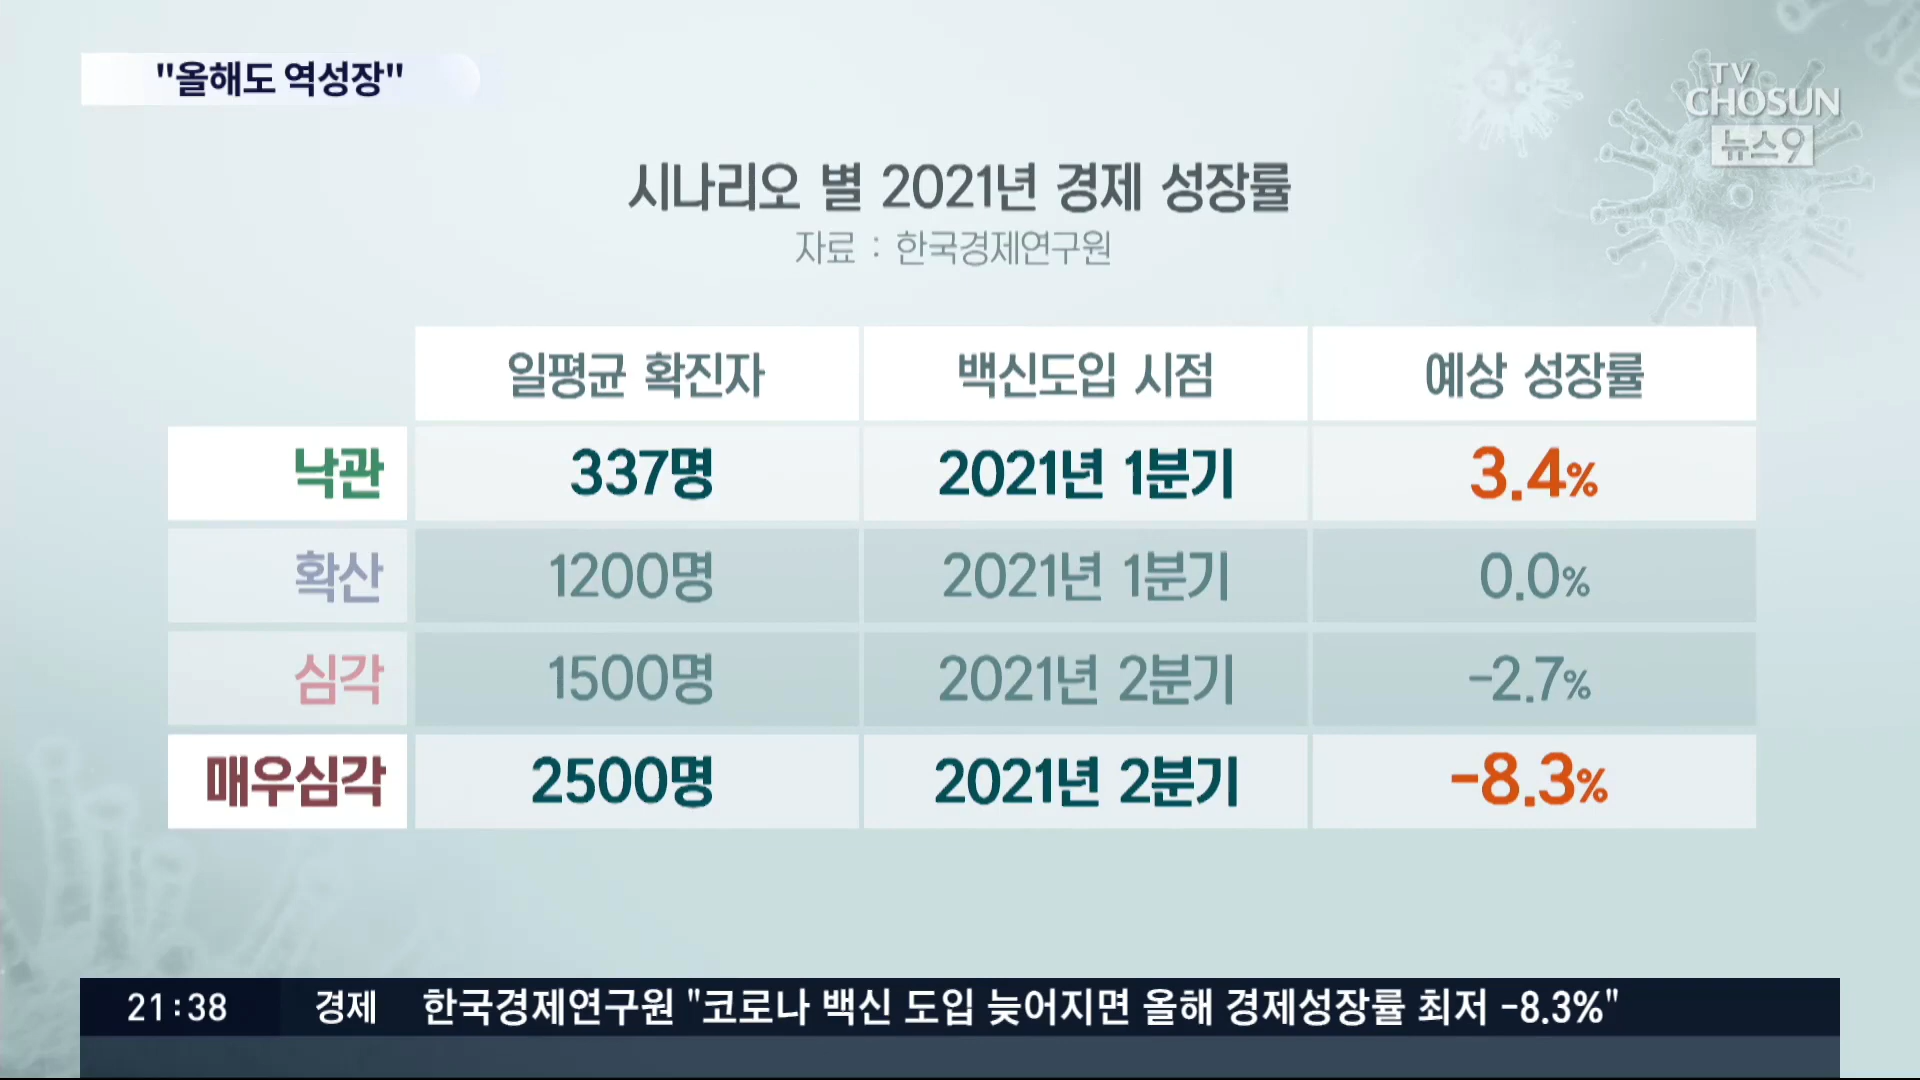 "올해도 역성장"
TV
CHOSUN
뉴스9
시나리오 별 2021년 경제 성장률
자료 : 한국경제연구원
일평균 확진자 백신도입 시점 예상 성장률
낙관 337명 2021년 1분기 3.4%
확산 1200명 2021년 1분기 0.0%
심각 1500명 2021년 2분기 -2.7%
매우심각 2500명 2021년 2분기 -8.3%
21:38 경제 한국경제연구원 "코로나 백신 도입 늦어지면 올해 경제성장률 최저 -8.3%"